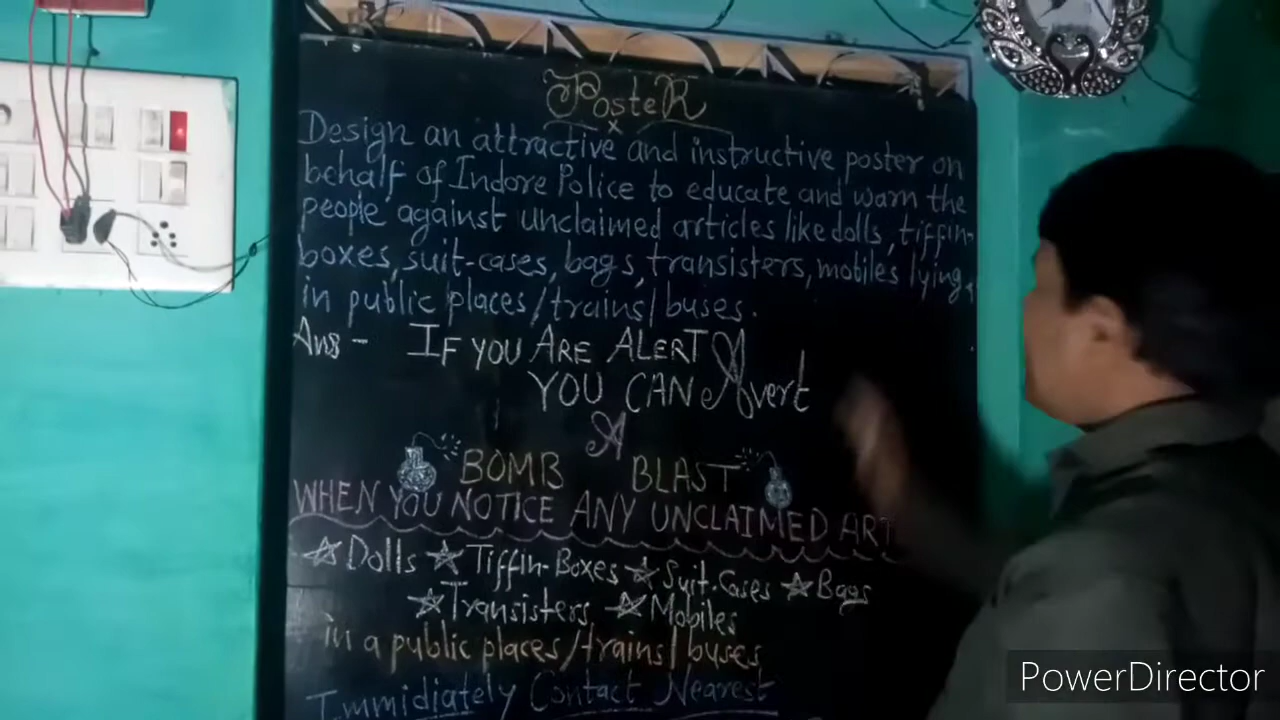 PosteR
Design an attractive and instructive poster on
behalf of Indore Police to educate and warn the
people against unclaimed articles like dolls, tiffin-
boxes, suit-cases, bags, transisters, mobiles lying
in public places/trains/buses.
Ans - IF YOU ARE ALERT
YOU CAN Avert
A
BOMB BLAST
WHEN YOU NOTICE ANY UNCLAIMED ART
Dolls Tiffin-Boxes Suit-Cases Bags
Transisters Mobiles
in a public places/trains/buses
Immidiately Contact Nearest
PowerDirector